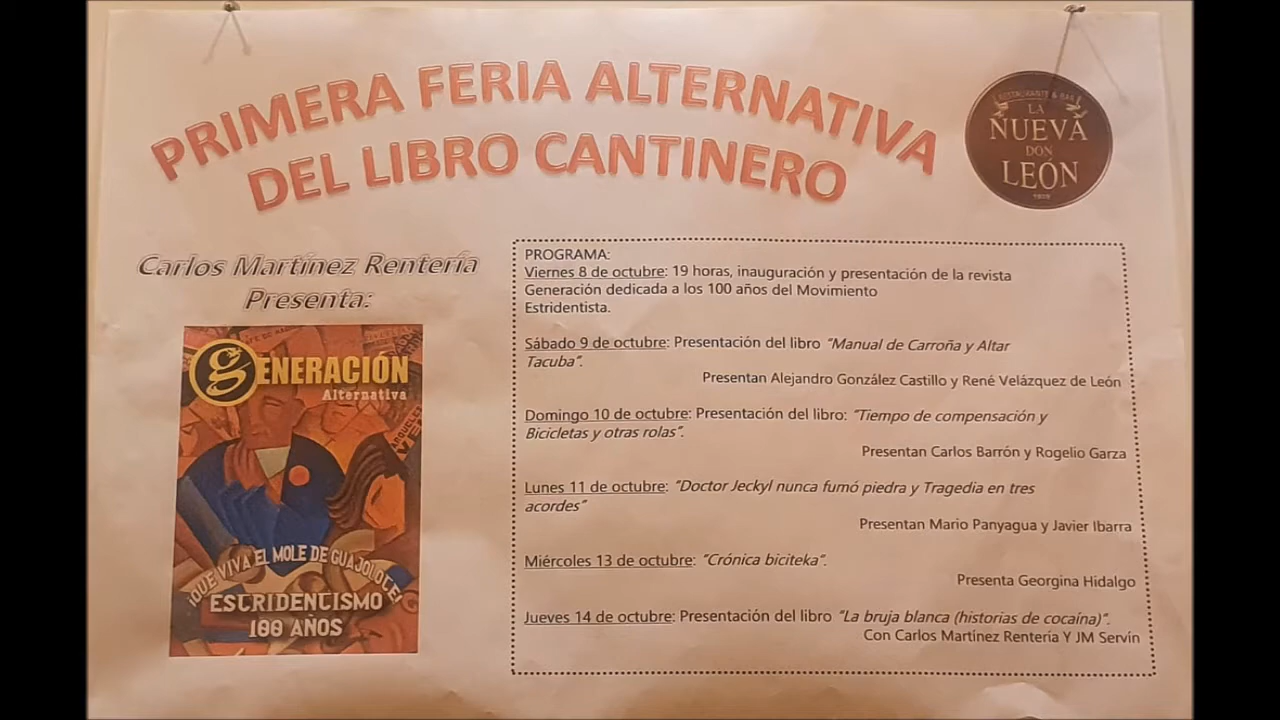 PRIMERA FERIA ALTERNATIVA
DEL LIBRO CANTINERO
RESTAURANTE & BAR
LA
NUEVA
DON
LEÓN
Carlos Martínez Rentería
Presenta:
GENERACIÓN
Alternativa
¡QUE VIVA EL MOLE DE GUAJOLOTE!
ESTRIDENTISMO
100 AÑOS
PROGRAMA:
Viernes 8 de octubre: 19 horas, inauguración y presentación de la revista
Generación dedicada a los 100 años del Movimiento
Estridentista.
Sábado 9 de octubre: Presentación del libro "Manual de Carroña y Altar
Tacuba".
Presentan Alejandro González Castillo y René Velázquez de León
Domingo 10 de octubre: Presentación del libro: "Tiempo de compensación y
Bicicletas y otras rolas".
Presentan Carlos Barrón y Rogelio Garza
Lunes 11 de octubre: "Doctor Jeckyl nunca fumó piedra y Tragedia en tres
acordes"
Presentan Mario Panyagua y Javier Ibarra
Miércoles 13 de octubre: "Crónica biciteka".
Presenta Georgina Hidalgo
Jueves 14 de octubre: Presentación del libro "La bruja blanca (historias de cocaína)".
Con Carlos Martínez Rentería Y JM Servín